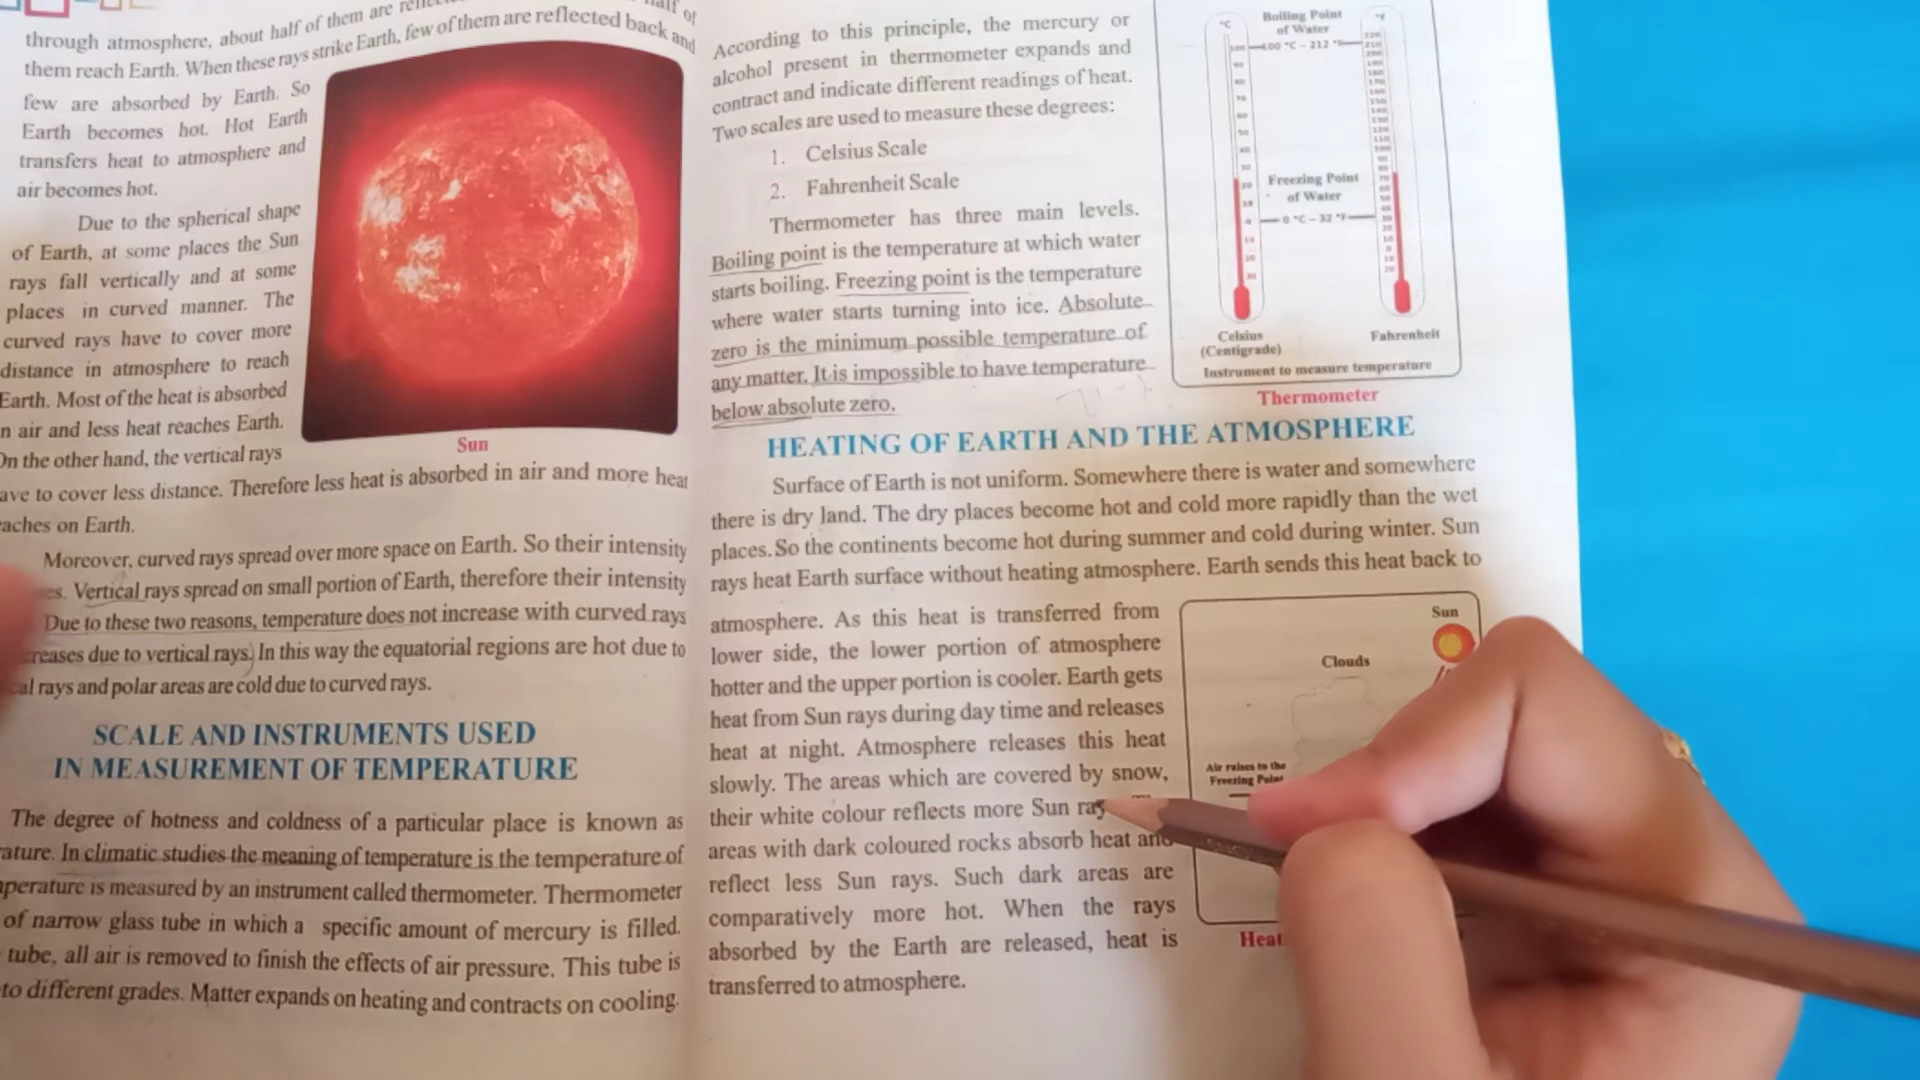 through atmosphere, about half of them are
half of
them reach Earth. When these rays strike Earth, few of them are reflected back and
few are absorbed by Earth. So
Earth becomes hot. Hot Earth
transfers heat to atmosphere and
air becomes hot.
Due to the spherical shape
of Earth, at some places the Sun
rays fall vertically and at some
places in curved manner. The
curved rays have to cover more
distance in atmosphere to reach
Earth. Most of the heat is absorbed
n air and less heat reaches Earth.
On the other hand, the vertical rays
ave to cover less distance. Therefore less heat is absorbed in air and more heat
aches on Earth.
Sun
Moreover, curved rays spread over more space on Earth. So their intensity
es. Vertical rays spread on small portion of Earth, therefore their intensity
Due to these two reasons, temperature does not increase with curved rays
creases due to vertical rays. In this way the equatorial regions are hot due to
cal rays and polar areas are cold due to curved rays.
SCALE AND INSTRUMENTS USED
IN MEASUREMENT OF TEMPERATURE
The degree of hotness and coldness of a particular place is known as
ature. In climatic studies the meaning of temperature is the temperature of
perature is measured by an instrument called thermometer. Thermometer
of narrow glass tube in which a specific amount of mercury is filled.
tube, all air is removed to finish the effects of air pressure. This tube is
to different grades. Matter expands on heating and contracts on cooling.
According to this principle, the mercury or
alcohol present in thermometer expands and
contract and indicate different readings of heat.
Two scales are used to measure these degrees:
1. Celsius Scale
2. Fahrenheit Scale
Thermometer has three main levels.
Boiling point is the temperature at which water
starts boiling. Freezing point is the temperature
where water starts turning into ice. Absolute
zero is the minimum possible temperature of
any matter. It is impossible to have temperature
below absolute zero.
°C
Boiling Point
of Water
°F
100 °C - 212 °F
Freezing Point
of Water
0 °C - 32 °F
Celsius
(Centigrade)
Fahrenheit
Instrument to measure temperature
Thermometer
HEATING OF EARTH AND THE ATMOSPHERE
Surface of Earth is not uniform. Somewhere there is water and somewhere
there is dry land. The dry places become hot and cold more rapidly than the wet
places. So the continents become hot during summer and cold during winter. Sun
rays heat Earth surface without heating atmosphere. Earth sends this heat back to
atmosphere. As this heat is transferred from
lower side, the lower portion of atmosphere
hotter and the upper portion is cooler. Earth gets
heat from Sun rays during day time and releases
heat at night. Atmosphere releases this heat
slowly. The areas which are covered by snow,
their white colour reflects more Sun ray
areas with dark coloured rocks absorb heat and
reflect less Sun rays. Such dark areas are
comparatively more hot. When the rays
absorbed by the Earth are released, heat is
transferred to atmosphere.
Sun
Clouds
Air raises to the
Freezing Point
Heat